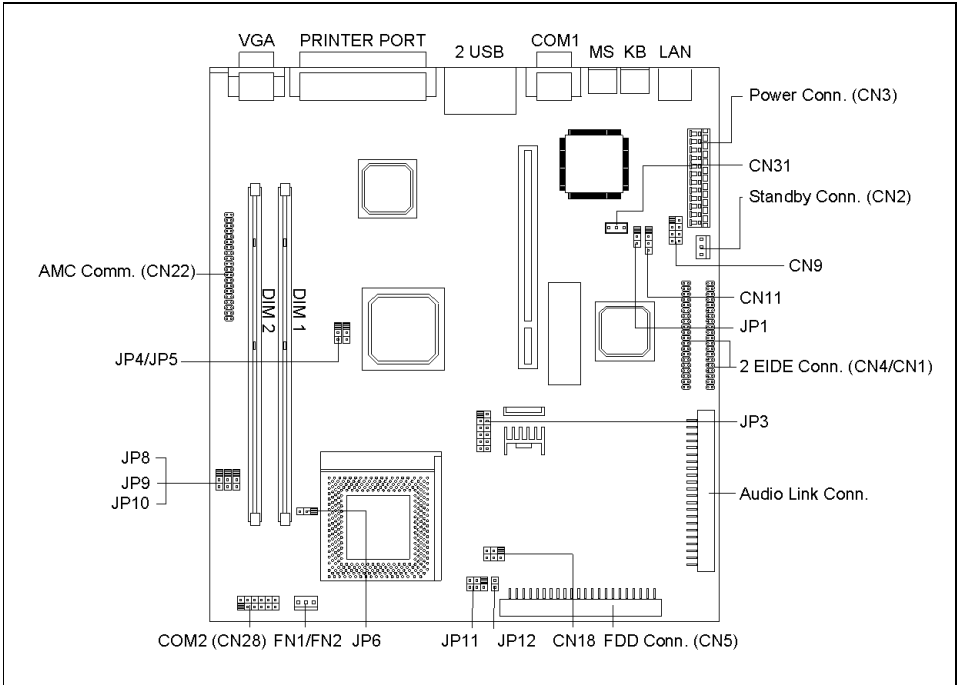 VGA
PRINTER PORT
2 USB
COM1
MS
KB
LAN
Power Conn. (CN3)
CN31
Standby Conn. (CN2)
AMC Comm. (CN22)
CN9
DIM 2
DIM 1
CN11
JP1
JP4/JP5
2 EIDE Conn. (CN4/CN1)
JP3
JP8
JP9
JP10
Audio Link Conn.
COM2 (CN28)
FN1/FN2
JP6
JP11
JP12
CN18
FDD Conn. (CN5)